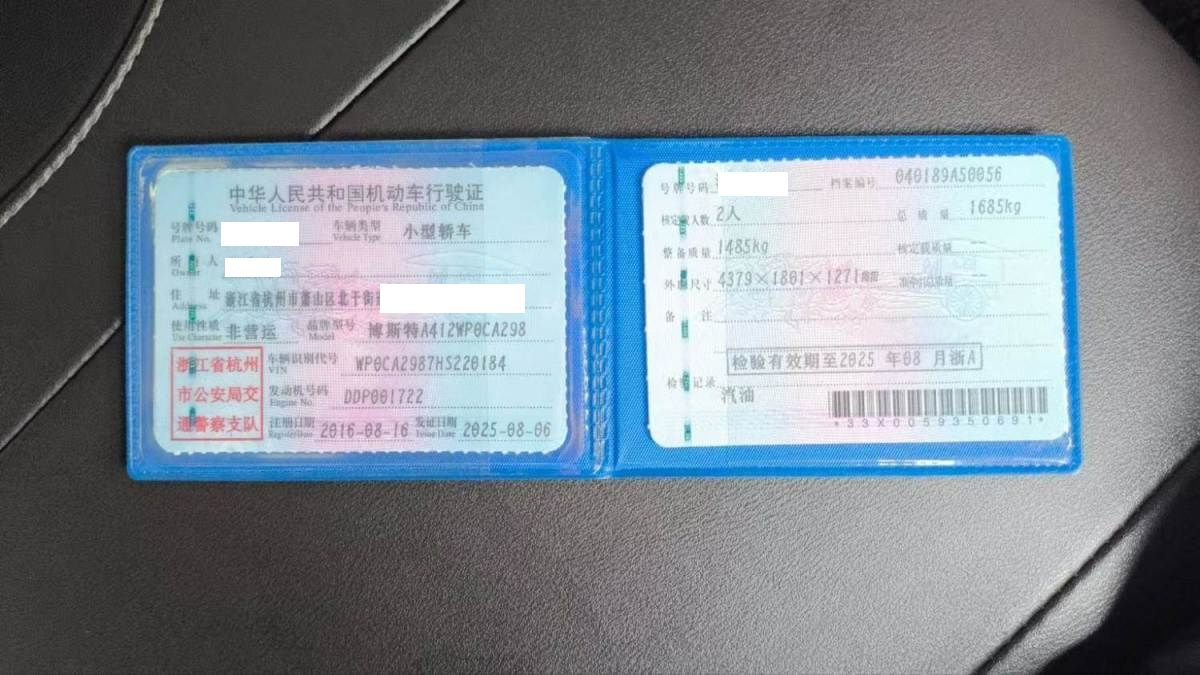 中华人民共和国机动车行驶证
Vehicle License of the People's Republic of China
号牌号码 车辆类型 小型轿车
Plate No. Vehicle Type
所有人
Owner
住址 浙江省杭州市萧山区北干街
Address
使用性质 非营运 品牌型号 博斯特A412WP0CA298
Use Character Model
浙江省杭州市公安局交通警察支队
车辆识别代号 WP0CA2987HS220184
VIN
发动机号码 DDP001722
Engine No.
注册日期 2016-08-16 发证日期 2025-08-06
Register Date Issue Date
号牌号码 档案编号 040189A50056
核定载人数 2人 总质量 1685kg
整备质量 1485kg 核定载质量 --
外廓尺寸 4379×1801×1271mm 准牵引总质量 --
备注
检验有效期至2025 年08 月浙A
检验记录
汽油
*33X0059350691*